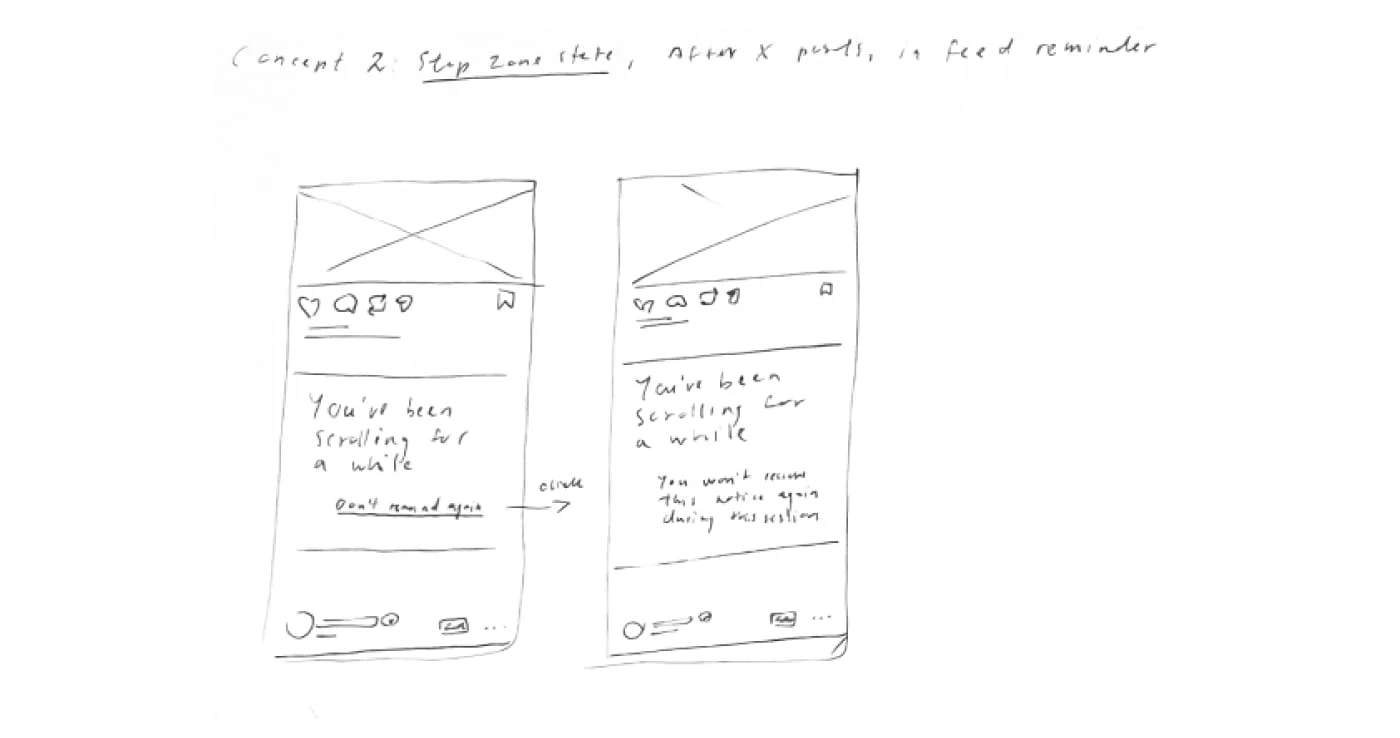 Concept 2: Stop zone state, After X posts, in feed reminder
You've been
scrolling for
a while
Don't remind again
click
You've been
scrolling for
a while
You won't receive
this notice again
during this session